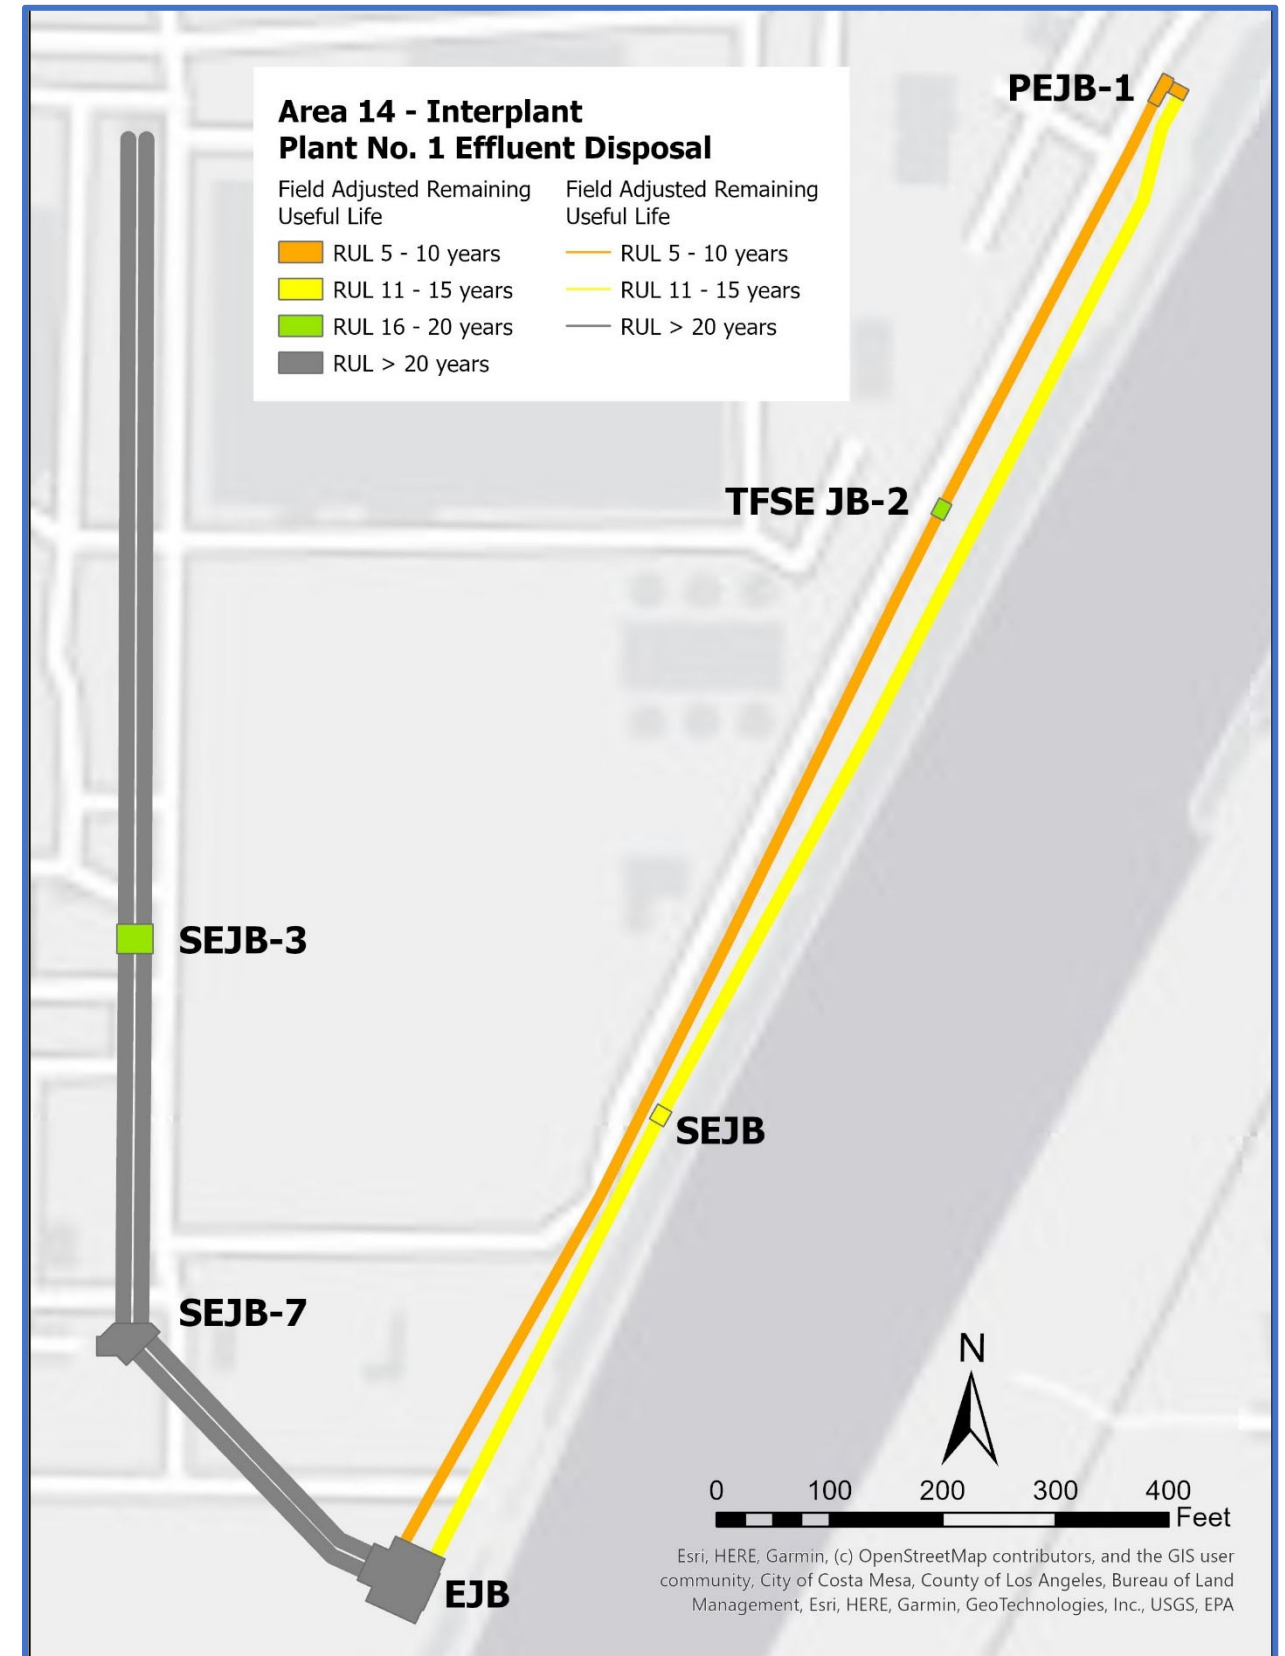 PEJB-1
Area 14 - Interplant
Plant No. 1 Effluent Disposal
Field Adjusted Remaining
Useful Life
RUL 5 - 10 years
RUL 11 - 15 years
RUL 16 - 20 years
RUL > 20 years
Field Adjusted Remaining
Useful Life
RUL 5 - 10 years
RUL 11 - 15 years
RUL > 20 years
TFSE JB-2
SEJB-3
SEJB
SEJB-7
N
0 100 200 300 400
Feet
EJB
Esri, HERE, Garmin, (c) OpenStreetMap contributors, and the GIS user
community, City of Costa Mesa, County of Los Angeles, Bureau of Land
Management, Esri, HERE, Garmin, GeoTechnologies, Inc., USGS, EPA